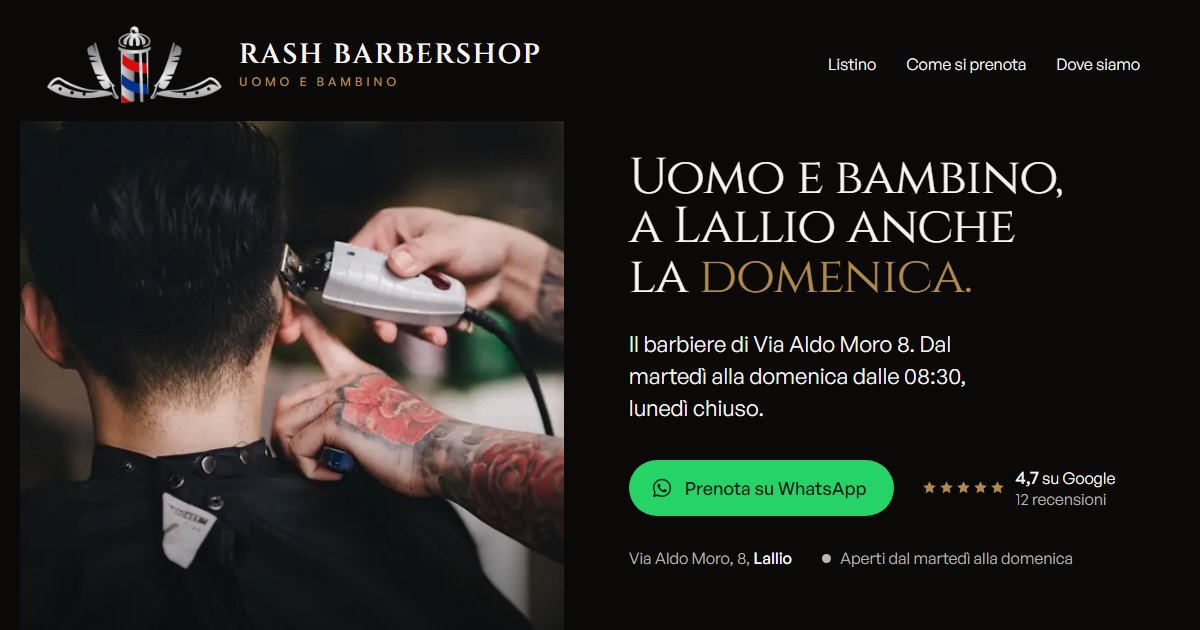 RASH BARBERSHOP
UOMO E BAMBINO
Listino
Come si prenota
Dove siamo
Uomo e bambino,
a Lallio anche
la domenica.
Il barbiere di Via Aldo Moro 8. Dal
martedì alla domenica dalle 08:30,
lunedì chiuso.
Prenota su WhatsApp
4,7 su Google
12 recensioni
Via Aldo Moro, 8, Lallio
Aperti dal martedì alla domenica